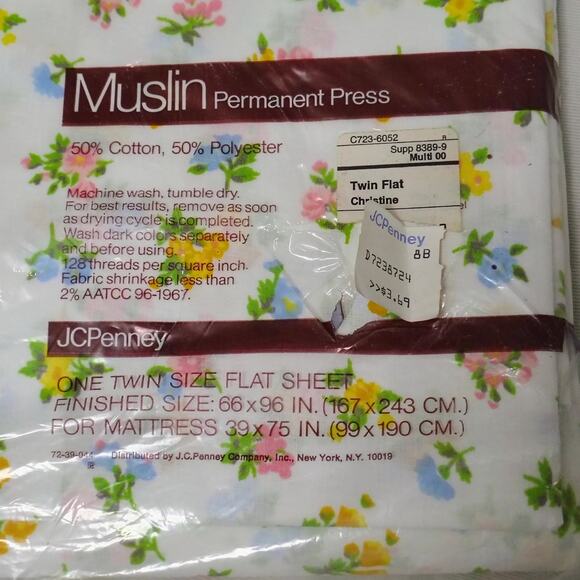 Muslin Permanent Press
50% Cotton, 50% Polyester
Machine wash, tumble dry.
For best results, remove as soon
as drying cycle is completed.
Wash dark colors separately
and before using.
128 threads per square inch.
Fabric shrinkage less than
2% AATCC 96-1967.
C723-6052 R
Supp 8389-9
Multi 00
Twin Flat
Christine
JCPenney
8B
D7238724
>>$3.69
JCPenney
ONE TWIN SIZE FLAT SHEET
FINISHED SIZE: 66 x 96 IN. (167 x 243 CM.)
FOR MATTRESS 39 x 75 IN. (99 x 190 CM.)
Distributed by J.C. Penney Company, Inc., New York, N.Y. 10019